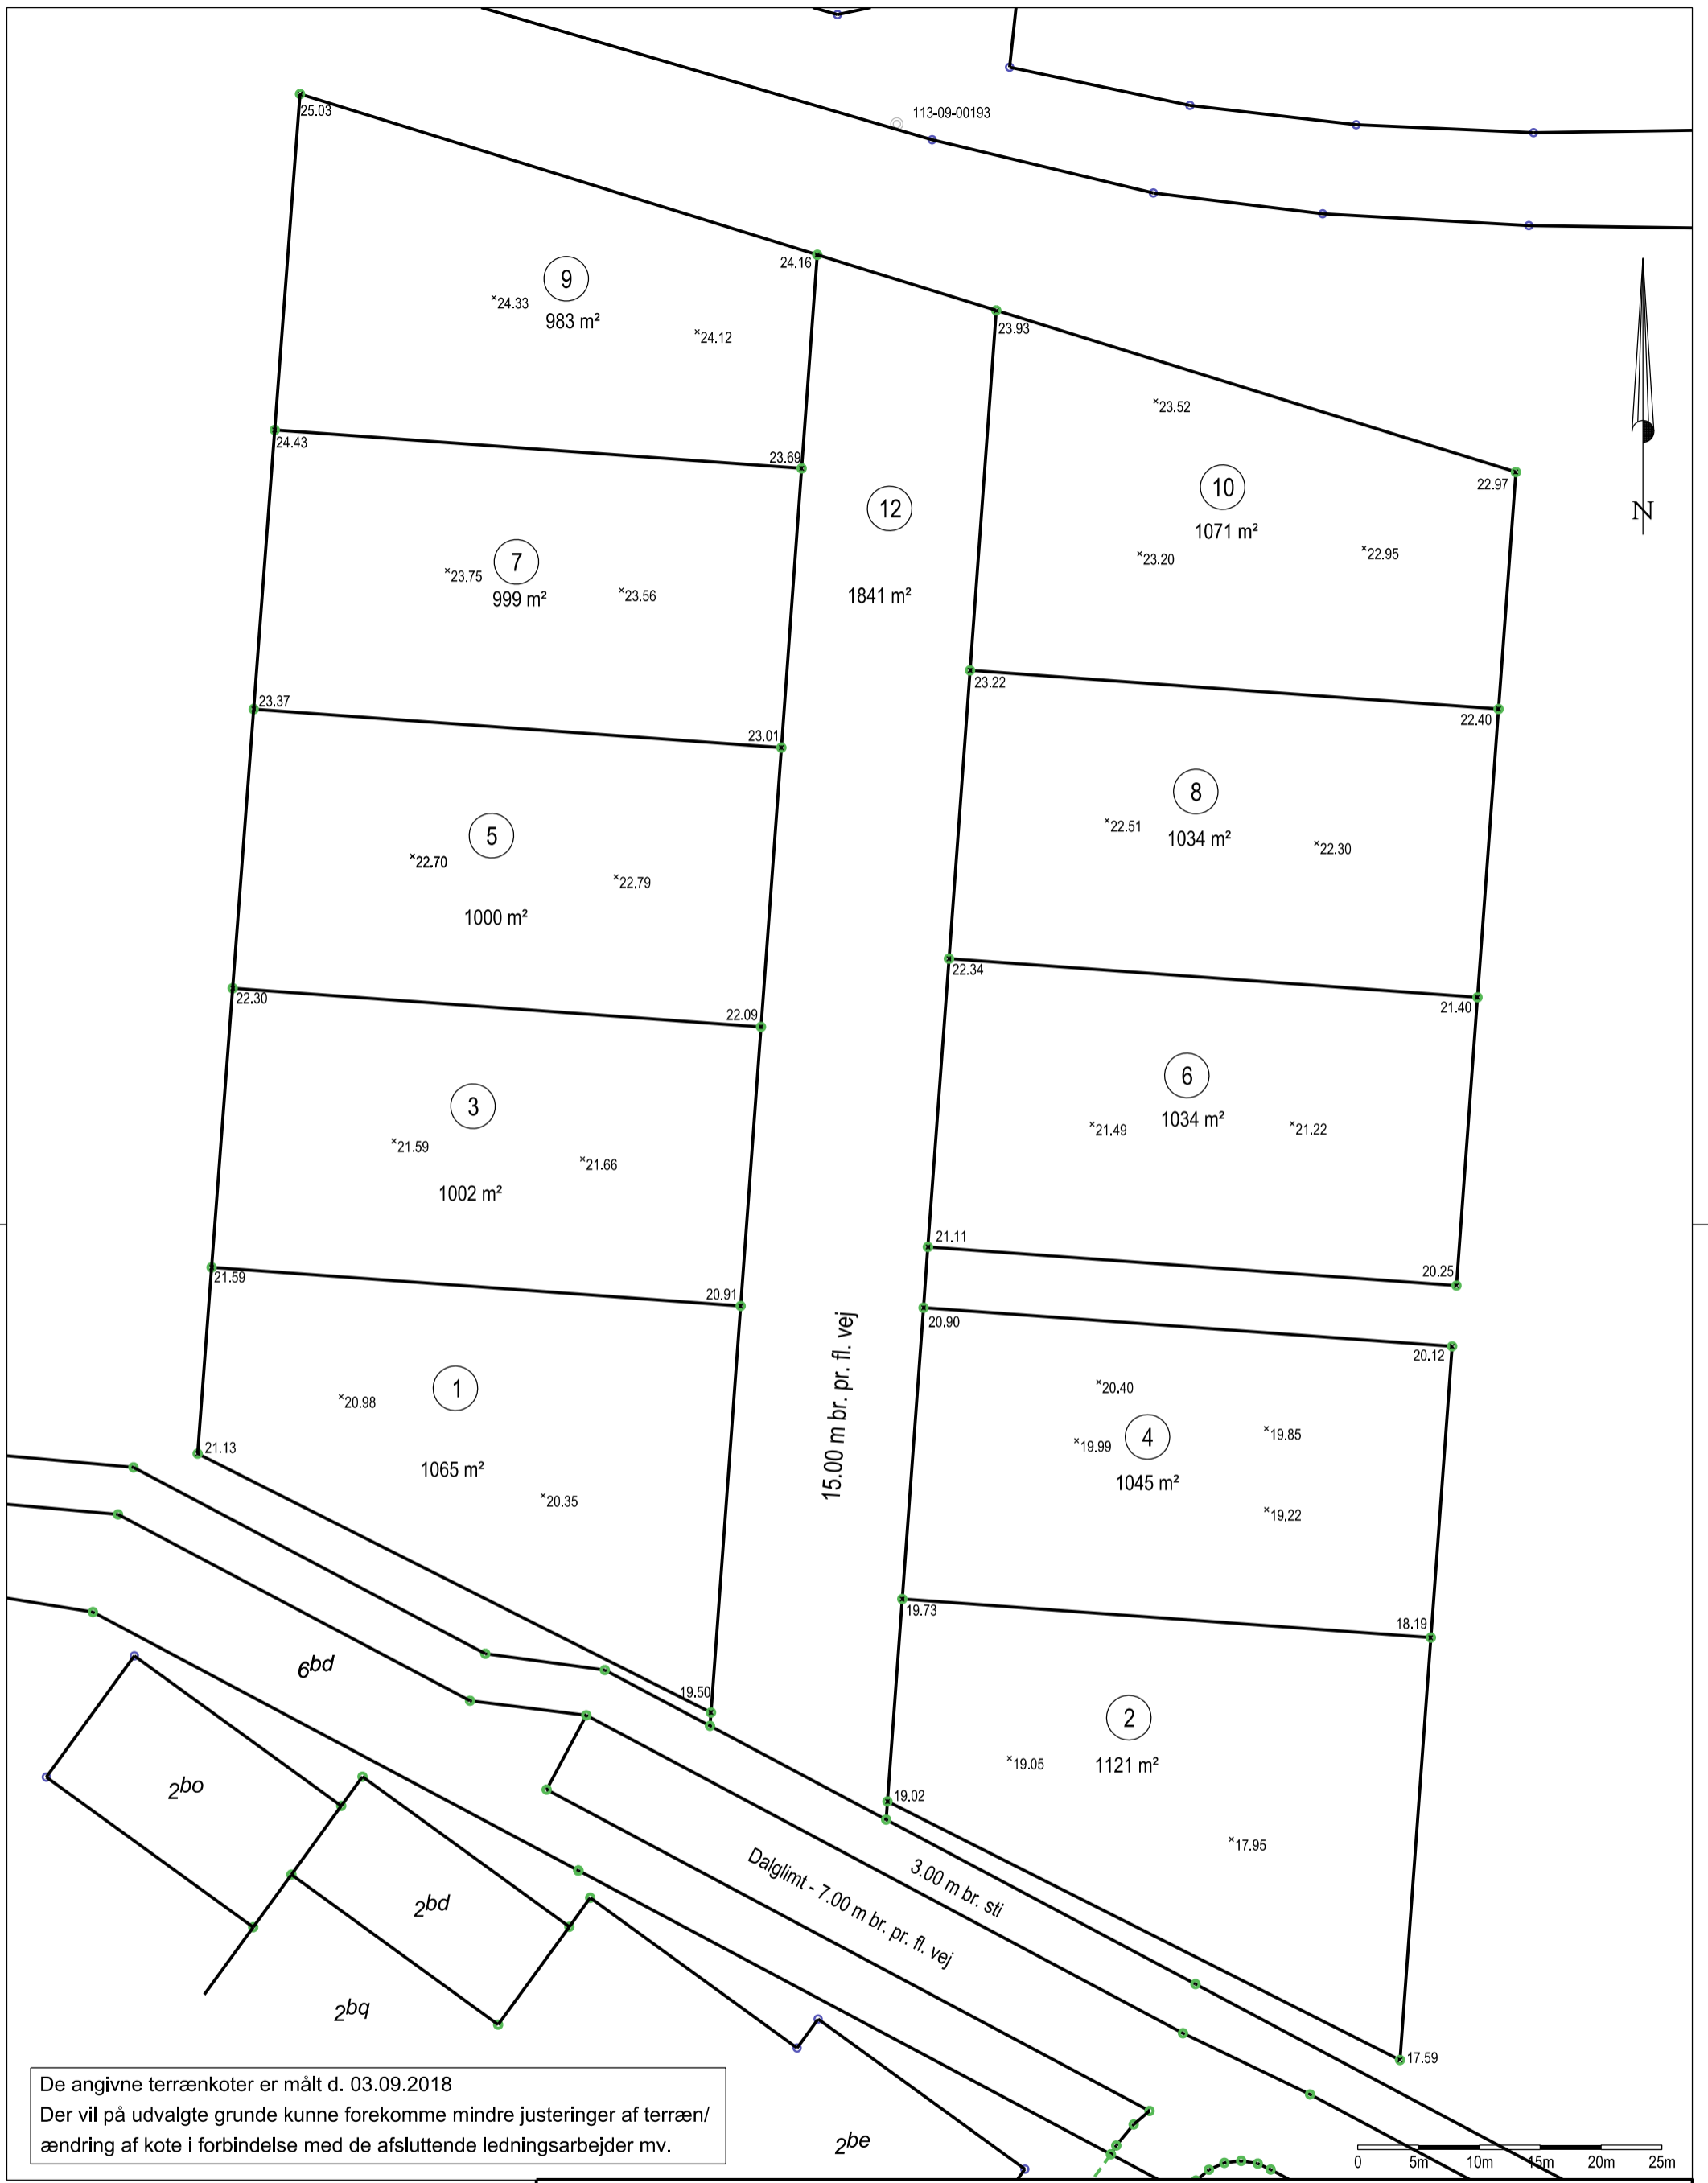 113-09-00193
25.03
24.16
9
24.33
983 m²
24.12
23.93
23.52
N
24.43
23.69
12
10
22.97
1071 m²
23.20
22.95
7
23.75
999 m²
23.56
1841 m²
23.37
23.01
23.22
22.40
5
22.70
22.79
1000 m²
8
22.51
1034 m²
22.30
22.30
22.09
22.34
21.40
3
21.59
21.66
1002 m²
6
21.49
1034 m²
21.22
21.59
20.91
21.11
20.25
20.90
20.12
15.00 m br. pr. fl. vej
1
20.98
21.13
1065 m²
20.35
20.40
19.99
4
19.85
1045 m²
19.22
19.73
18.19
19.50
6bd
2
19.05
1121 m²
19.02
17.95
2bo
3.00 m br. sti
Dalglimt - 7.00 m br. pr. fl. vej
2bd
2bq
17.59
De angivne terrænkoter er målt d. 03.09.2018
Der vil på udvalgte grunde kunne forekomme mindre justeringer af terræn/
ændring af kote i forbindelse med de afsluttende ledningsarbejder mv.
2be
0 5m 10m 15m 20m 25m